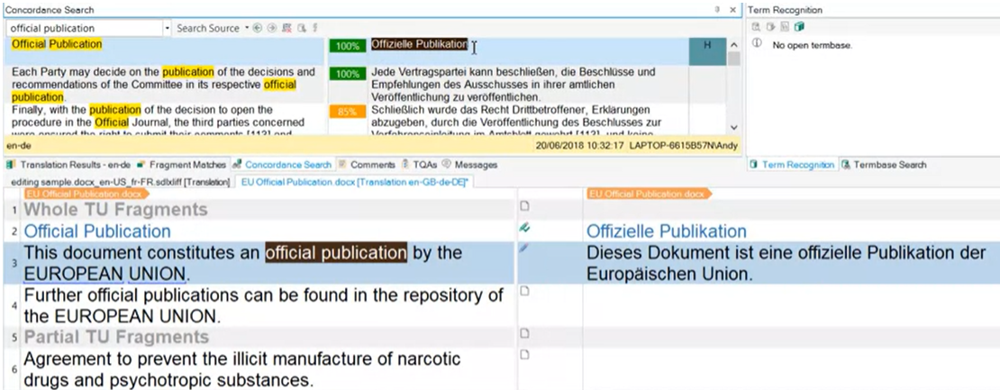 Concordance Search
Term Recognition
official publication
Search Source
Official Publication
100%
Offizielle Publikation
H
No open termbase.
Each Party may decide on the publication of the decisions and
recommendations of the Committee in its respective official
publication.
100%
Jede Vertragspartei kann beschließen, die Beschlüsse und
Empfehlungen des Ausschusses in ihrer amtlichen
Veröffentlichung zu veröffentlichen.
Finally, with the publication of the decision to open the
procedure in the Official Journal, the third parties concerned
were ensured the right to submit their comments [112] and
85%
Schließlich wurde das Recht Drittbetroffener, Erklärungen
abzugeben, durch die Veröffentlichung des Beschlusses zur
Verfahrenseinleitung im Amtsblatt gewahrt [112], und keine
en-de
20/06/2018 10:32:17 LAPTOP-6615B57N\Andy
Translation Results - en-de
Fragment Matches
Concordance Search
Comments
TQAs
Messages
Term Recognition
Termbase Search
editing sample.docx_en-US_fr-FR.sdlxliff [Translation]
EU Official Publication.docx [Translation en-GB-de-DE]*
EU Official Publication.docx
EU Official Publication.docx
1 Whole TU Fragments
2 Official Publication
Offizielle Publikation
3 This document constitutes an official publication by the
EUROPEAN UNION.
Dieses Dokument ist eine offizielle Publikation der
Europäischen Union.
4 Further official publications can be found in the repository of
the EUROPEAN UNION.
5 Partial TU Fragments
6 Agreement to prevent the illicit manufacture of narcotic
drugs and psychotropic substances.